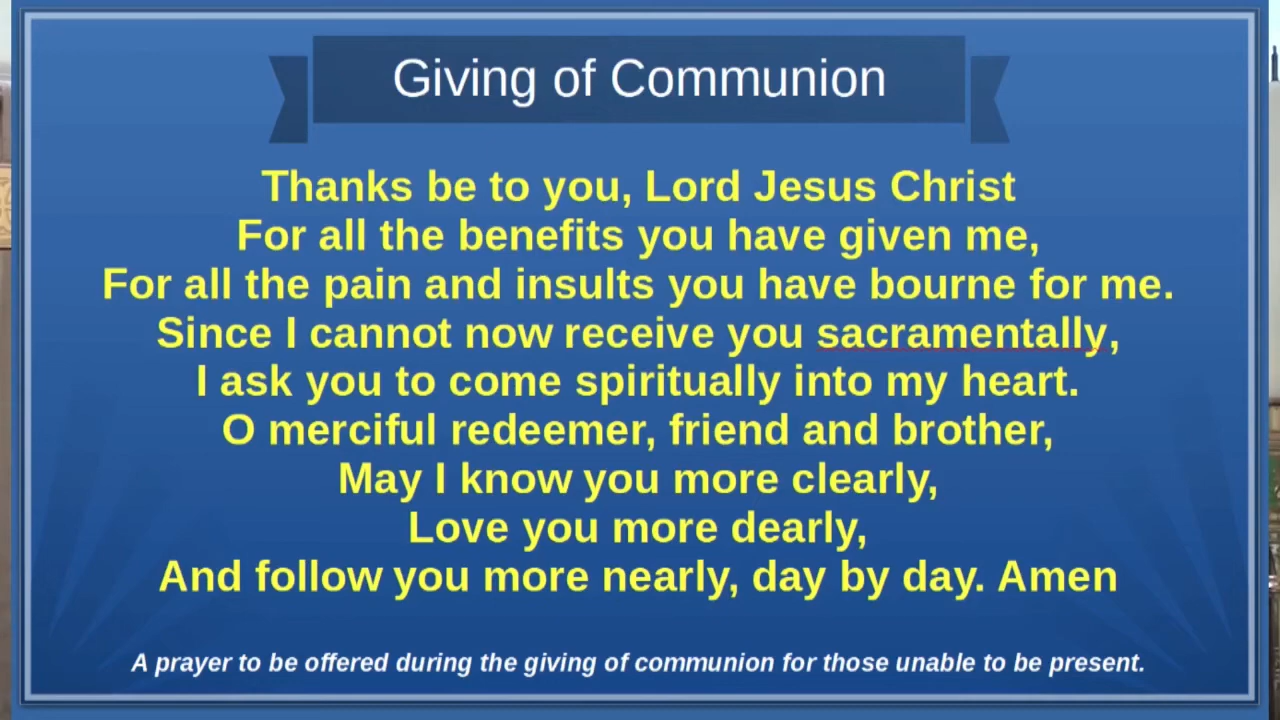 Giving of Communion
Thanks be to you, Lord Jesus Christ
For all the benefits you have given me,
For all the pain and insults you have bourne for me.
Since I cannot now receive you sacramentally,
I ask you to come spiritually into my heart.
O merciful redeemer, friend and brother,
May I know you more clearly,
Love you more dearly,
And follow you more nearly, day by day. Amen
A prayer to be offered during the giving of communion for those unable to be present.